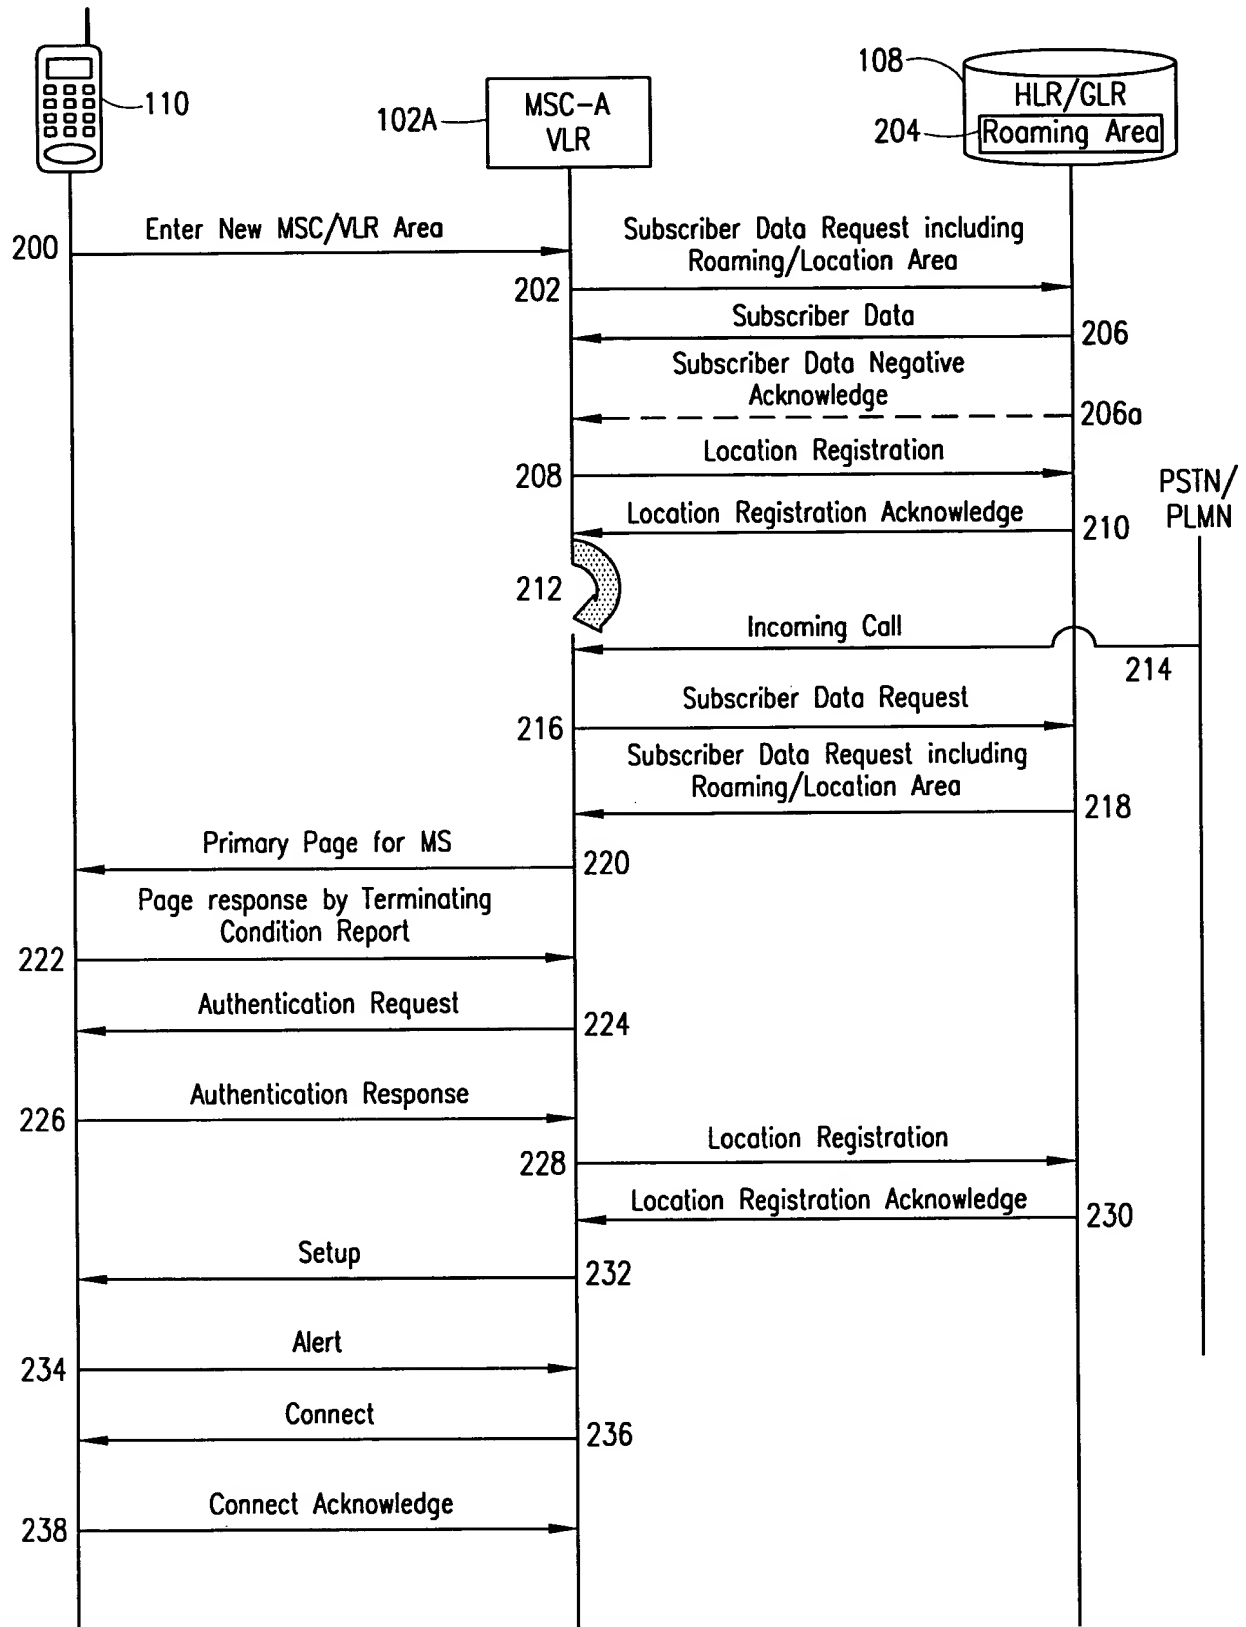 110
102A
MSC-A
VLR
108
HLR/GLR
204
Roaming Area
200
Enter New MSC/VLR Area
Subscriber Data Request including
Roaming/Location Area
202
Subscriber Data
206
Subscriber Data Negative
Acknowledge
206a
Location Registration
208
PSTN/
PLMN
Location Registration Acknowledge
210
212
Incoming Call
214
Subscriber Data Request
216
Subscriber Data Request including
Roaming/Location Area
218
Primary Page for MS
220
Page response by Terminating
Condition Report
222
Authentication Request
224
Authentication Response
226
Location Registration
228
Location Registration Acknowledge
230
Setup
232
Alert
234
Connect
236
Connect Acknowledge
238